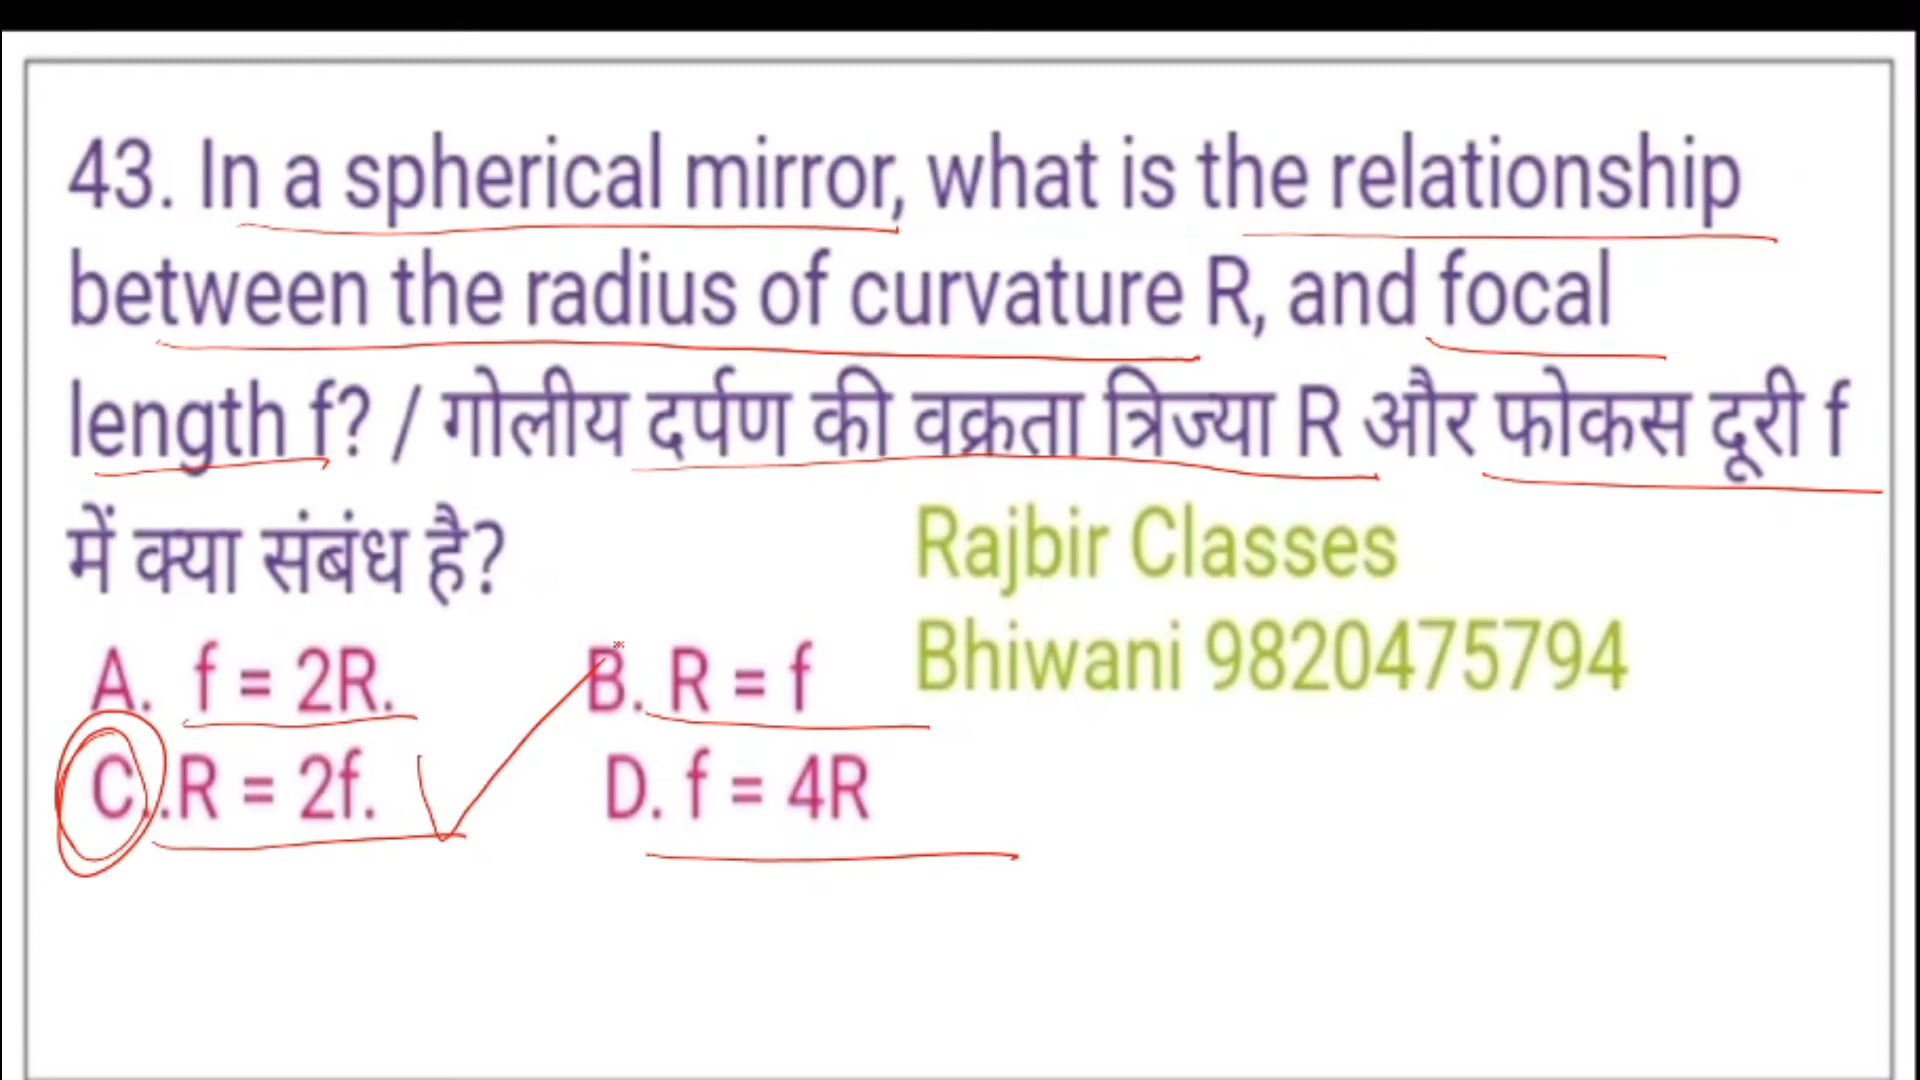 43. In a spherical mirror, what is the relationship
between the radius of curvature R, and focal
length f? / गोलीय दर्पण की वक्रता त्रिज्या R और फोकस दूरी f
में क्या संबंध है?
Rajbir Classes
Bhiwani 9820475794
A. f = 2R.
B. R = f
C..R = 2f.
D. f = 4R